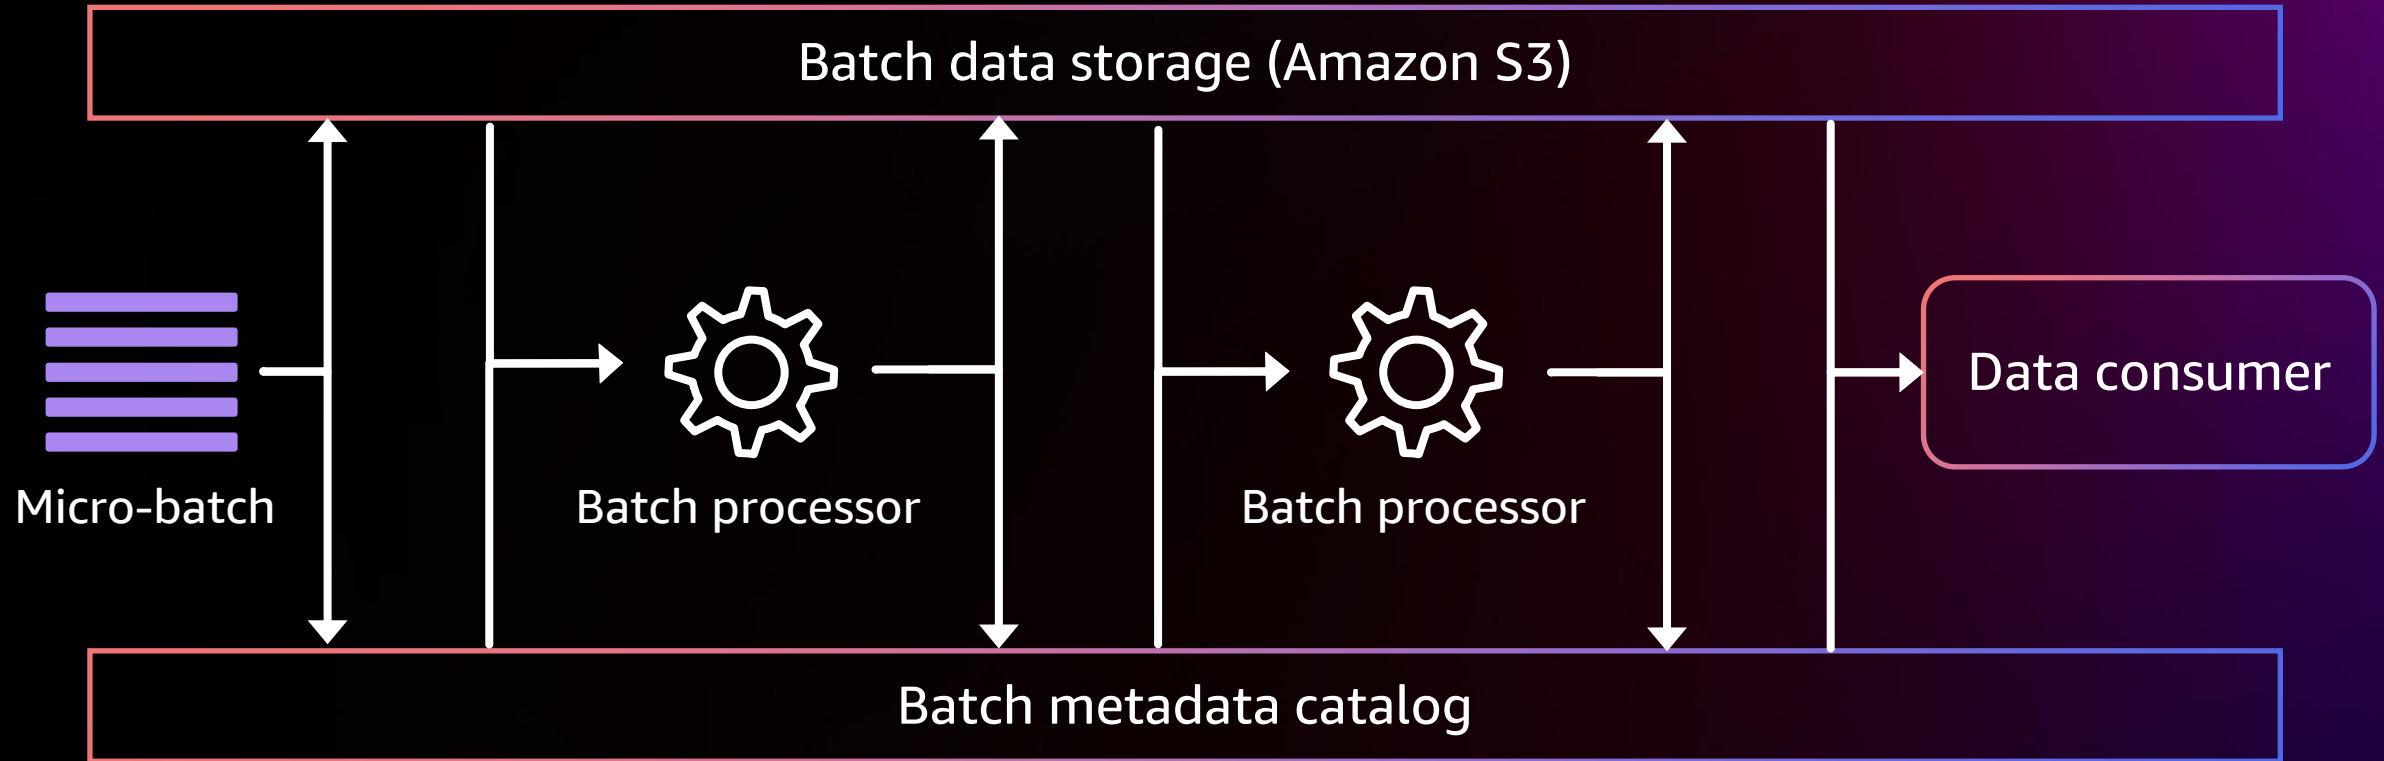 Batch data storage (Amazon S3)
Micro-batch
Batch processor
Batch processor
Data consumer
Batch metadata catalog